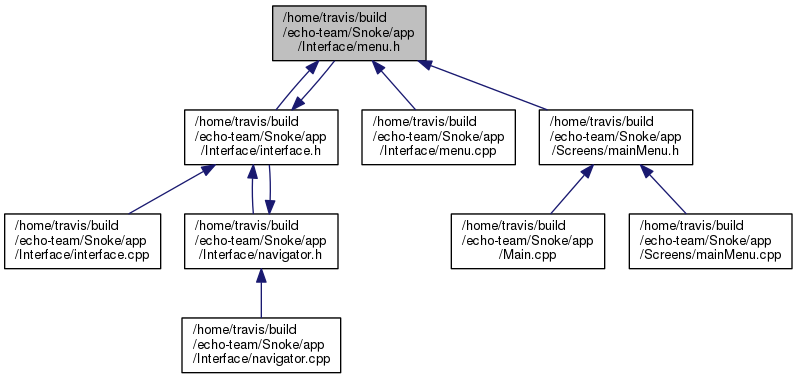 /home/travis/build
/echo-team/Snoke/app
/Interface/menu.h
/home/travis/build
/echo-team/Snoke/app
/Interface/interface.h
/home/travis/build
/echo-team/Snoke/app
/Interface/menu.cpp
/home/travis/build
/echo-team/Snoke/app
/Screens/mainMenu.h
/home/travis/build
/echo-team/Snoke/app
/Interface/interface.cpp
/home/travis/build
/echo-team/Snoke/app
/Interface/navigator.h
/home/travis/build
/echo-team/Snoke/app
/Main.cpp
/home/travis/build
/echo-team/Snoke/app
/Screens/mainMenu.cpp
/home/travis/build
/echo-team/Snoke/app
/Interface/navigator.cpp